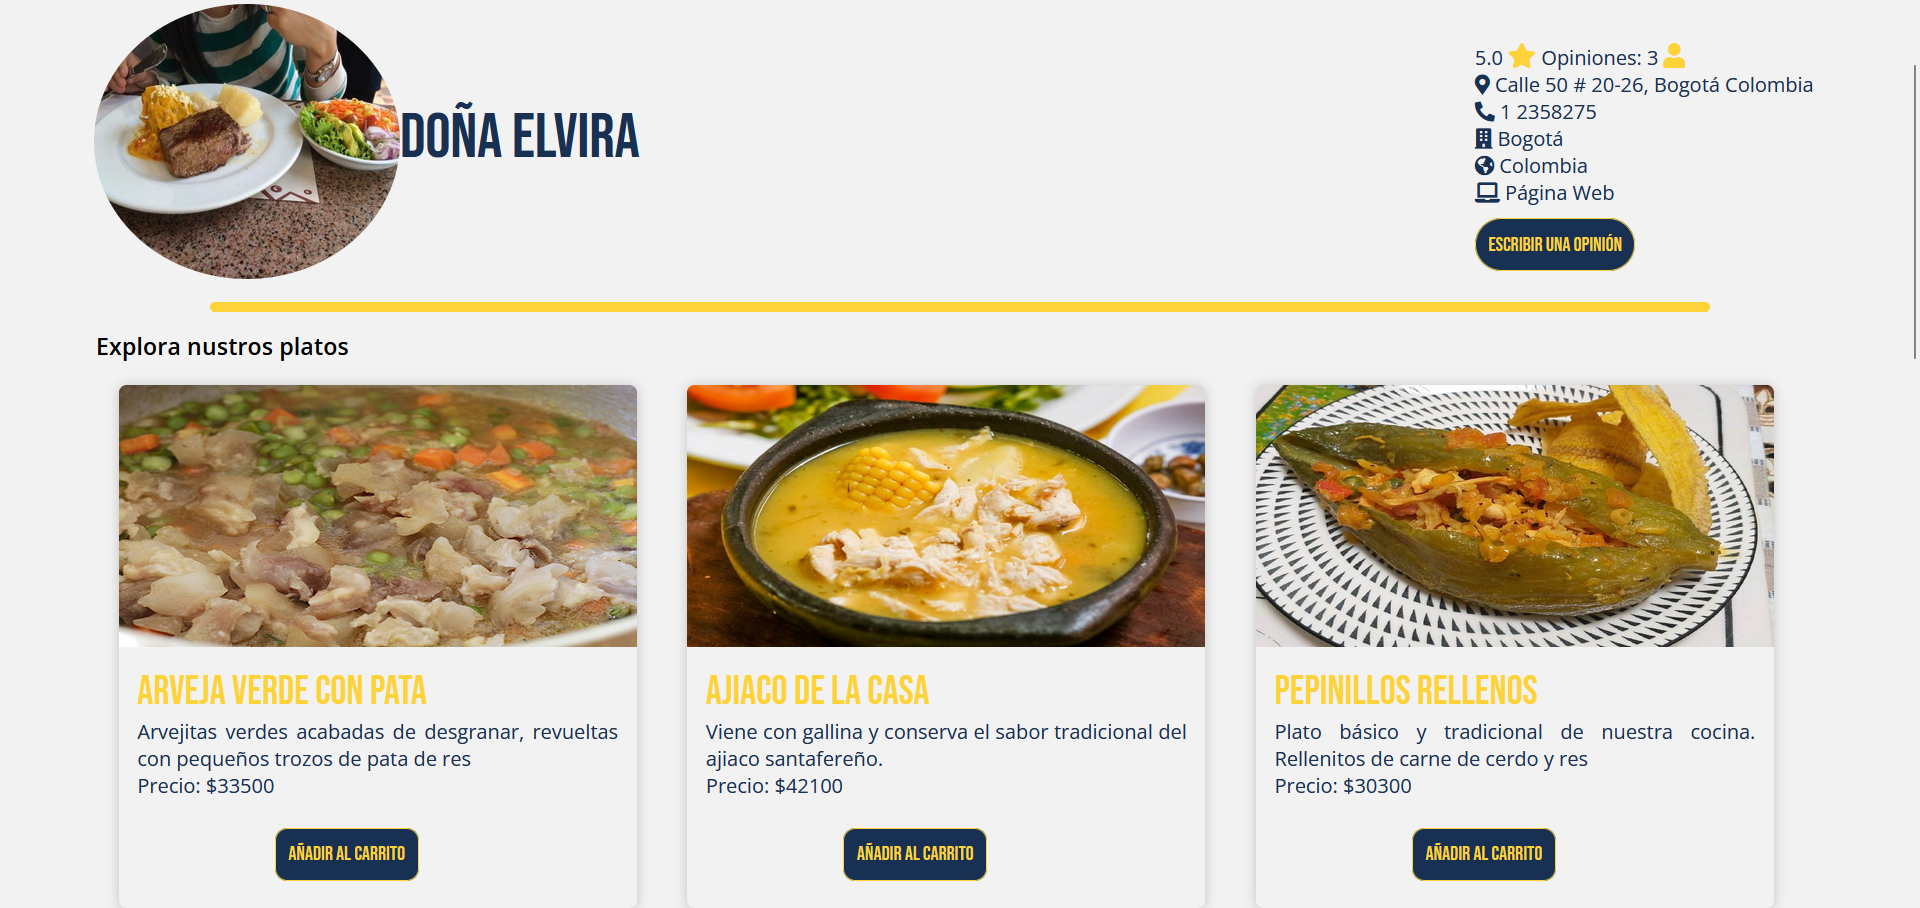 DOÑA ELVIRA
5.0 Opiniones: 3
Calle 50 # 20-26, Bogotá Colombia
1 2358275
Bogotá
Colombia
Página Web
ESCRIBIR UNA OPINIÓN
Explora nustros platos
ARVEJA VERDE CON PATA
Arvejitas verdes acabadas de desgranar, revueltas
con pequeños trozos de pata de res
Precio: $33500
AÑADIR AL CARRITO
AJIACO DE LA CASA
Viene con gallina y conserva el sabor tradicional del
ajiaco santafereño.
Precio: $42100
AÑADIR AL CARRITO
PEPINILLOS RELLENOS
Plato básico y tradicional de nuestra cocina.
Rellenitos de carne de cerdo y res
Precio: $30300
AÑADIR AL CARRITO